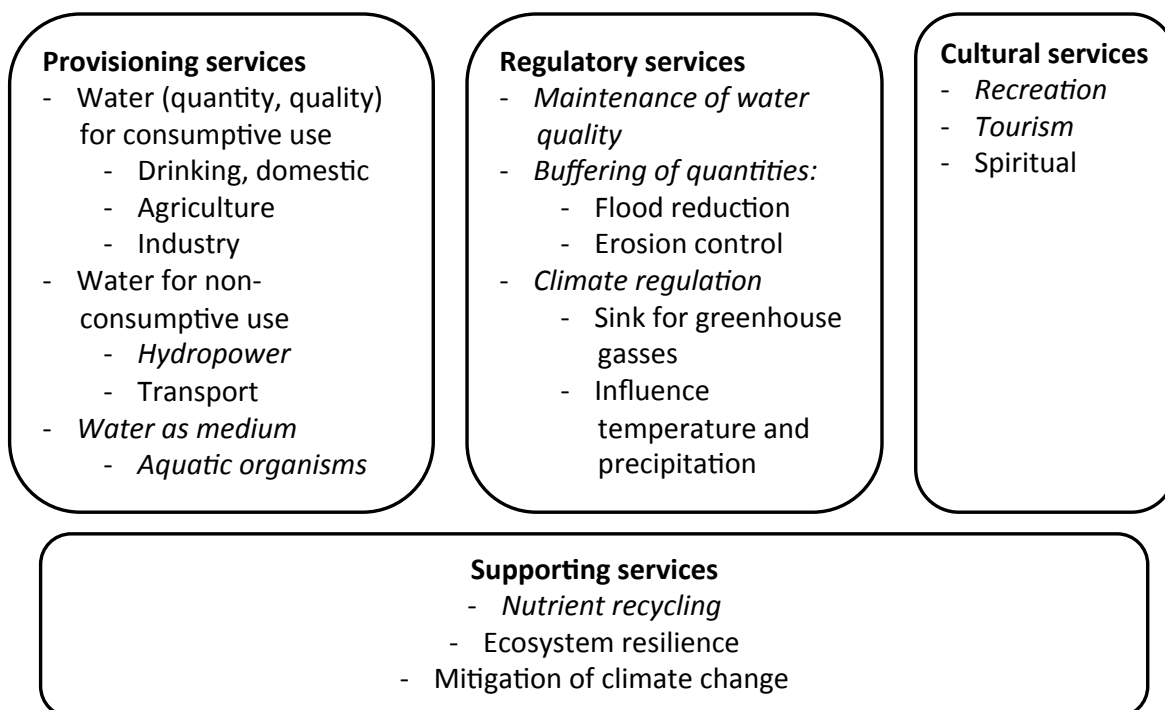 Provisioning services
- Water (quantity, quality)
for consumptive use
- Drinking, domestic
- Agriculture
- Industry
- Water for non-
consumptive use
- Hydropower
- Transport
- Water as medium
- Aquatic organisms
Regulatory services
- Maintenance of water
quality
- Buffering of quantities:
- Flood reduction
- Erosion control
- Climate regulation
- Sink for greenhouse
gasses
- Influence
temperature and
precipitation
Cultural services
- Recreation
- Tourism
- Spiritual
Supporting services
- Nutrient recycling
- Ecosystem resilience
- Mitigation of climate change